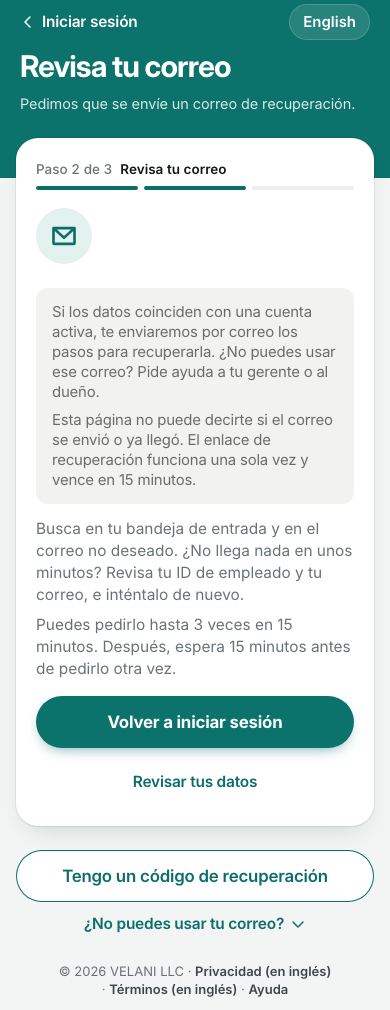 Iniciar sesión
English
Revisa tu correo
Pedimos que se envíe un correo de recuperación.
Paso 2 de 3 Revisa tu correo
Si los datos coinciden con una cuenta
activa, te enviaremos por correo los
pasos para recuperarla. ¿No puedes usar
ese correo? Pide ayuda a tu gerente o al
dueño.
Esta página no puede decirte si el correo
se envió o ya llegó. El enlace de
recuperación funciona una sola vez y
vence en 15 minutos.
Busca en tu bandeja de entrada y en el
correo no deseado. ¿No llega nada en unos
minutos? Revisa tu ID de empleado y tu
correo, e inténtalo de nuevo.
Puedes pedirlo hasta 3 veces en 15
minutos. Después, espera 15 minutos antes
de pedirlo otra vez.
Volver a iniciar sesión
Revisar tus datos
Tengo un código de recuperación
¿No puedes usar tu correo?
© 2026 VELANI LLC · Privacidad (en inglés)
· Términos (en inglés) · Ayuda